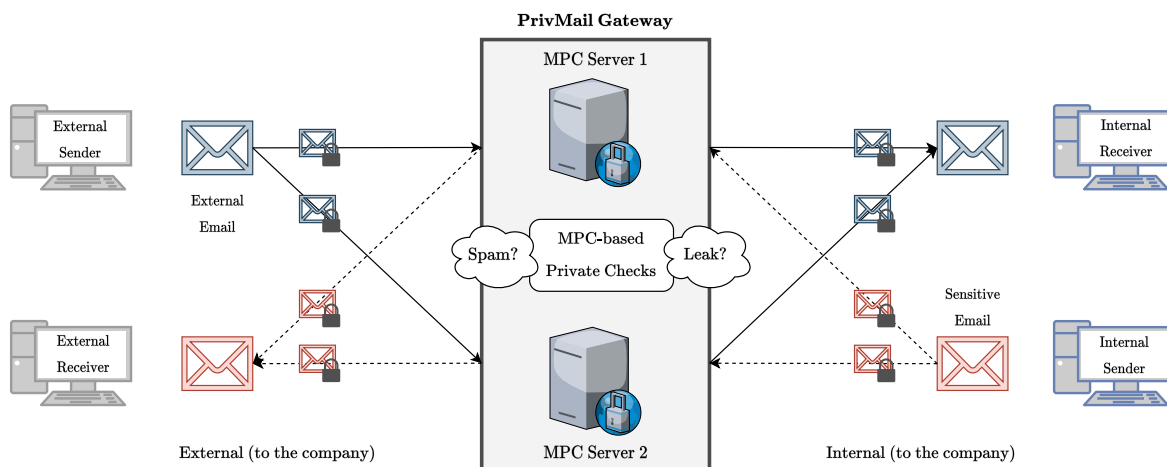 PrivMail Gateway
MPC Server 1
External
Sender
External
Email
Internal
Receiver
Spam?
MPC-based
Private Checks
Leak?
External
Receiver
Sensitive
Email
Internal
Sender
External (to the company)
MPC Server 2
Internal (to the company)